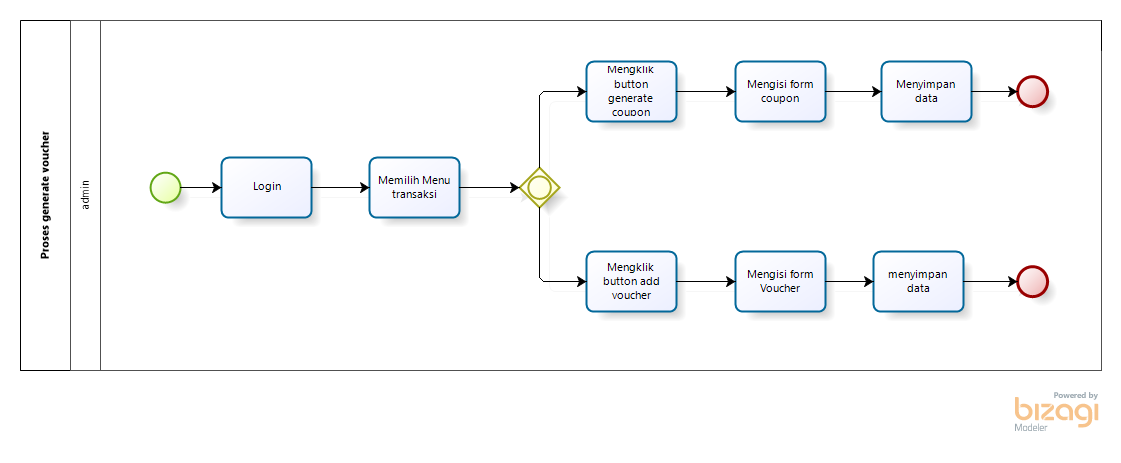 Proses generate voucher
admin
Login
Memilih Menu
transaksi
Mengklik
button
generate
coupon
Mengisi form
coupon
Menyimpan
data
Mengklik
button add
voucher
Mengisi form
Voucher
menyimpan
data
Powered by
bizagi
Modeler